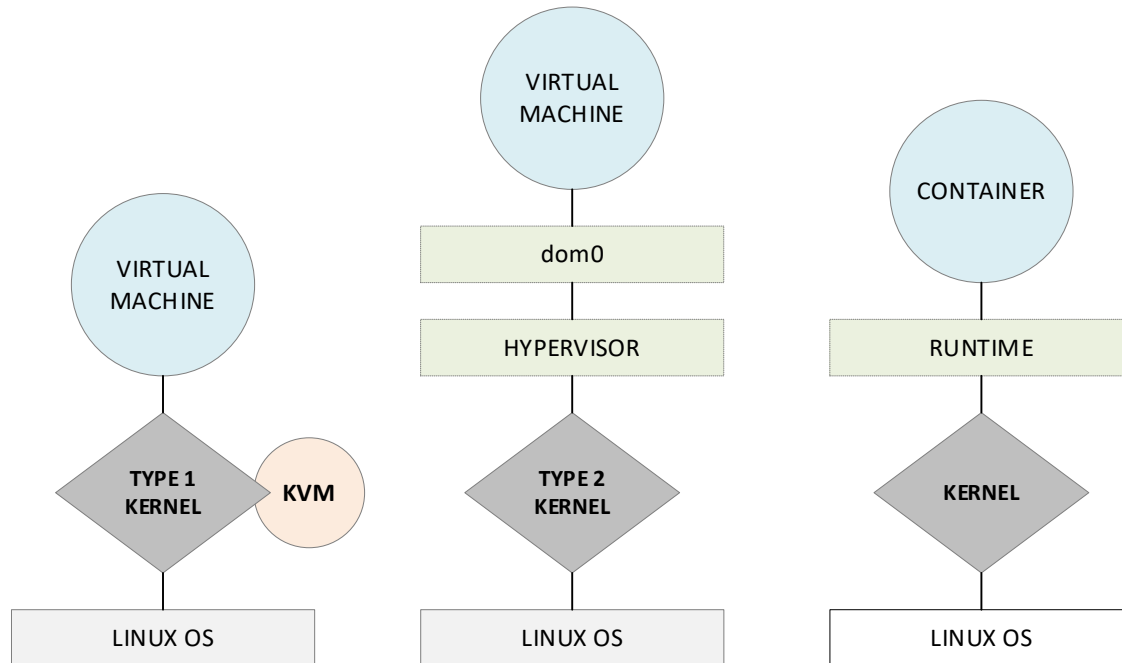 VIRTUAL
MACHINE
TYPE 1
KERNEL
KVM
LINUX OS
VIRTUAL
MACHINE
dom0
HYPERVISOR
TYPE 2
KERNEL
LINUX OS
CONTAINER
RUNTIME
KERNEL
LINUX OS